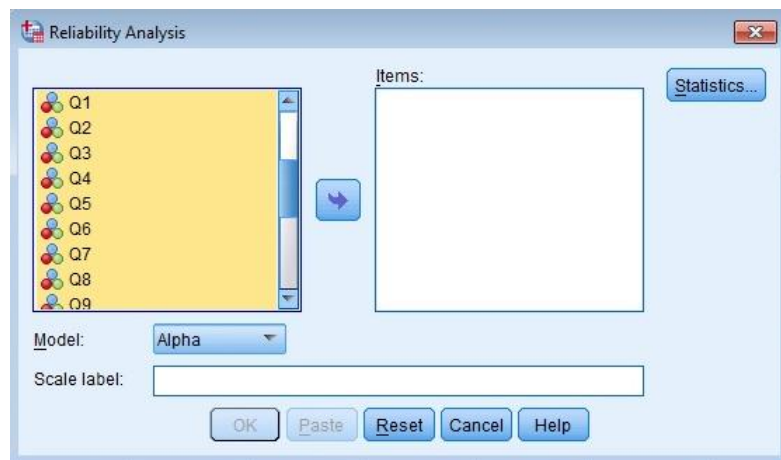 Reliability Analysis
Items:
Statistics...
Q1
Q2
Q3
Q4
Q5
Q6
Q7
Q8
Q9
Model:
Alpha
Scale label:
OK Paste Reset Cancel Help